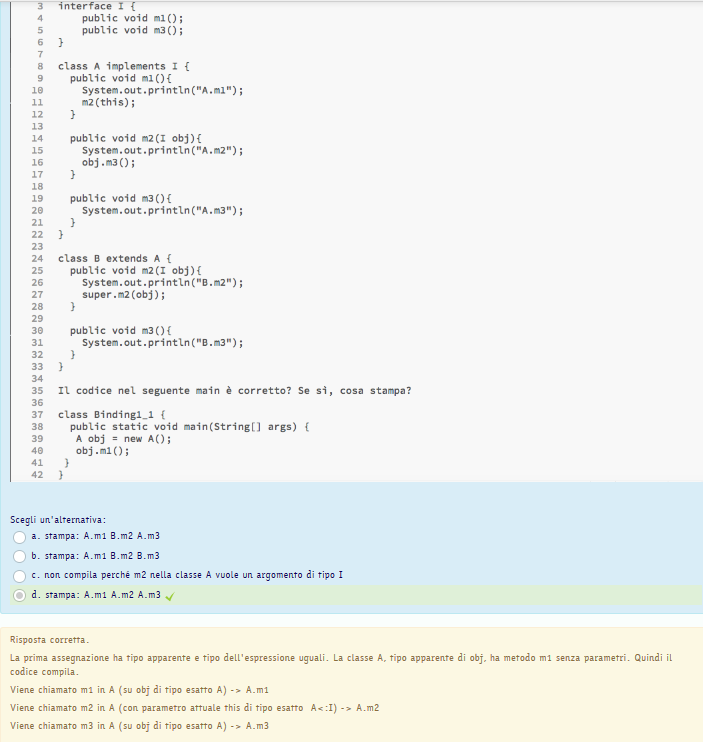 3 interface I {
4 public void m1();
5 public void m3();
6 }
7
8 class A implements I {
9 public void m1(){
10 System.out.println("A.m1");
11 m2(this);
12 }
13
14 public void m2(I obj){
15 System.out.println("A.m2");
16 obj.m3();
17 }
18
19 public void m3(){
20 System.out.println("A.m3");
21 }
22 }
23
24 class B extends A {
25 public void m2(I obj){
26 System.out.println("B.m2");
27 super.m2(obj);
28 }
29
30 public void m3(){
31 System.out.println("B.m3");
32 }
33 }
34
35 Il codice nel seguente main è corretto? Se sì, cosa stampa?
36
37 class Binding1_1 {
38 public static void main(String[] args) {
39 A obj = new A();
40 obj.m1();
41 }
42 }
Scegli un'alternativa:
a. stampa: A.m1 B.m2 A.m3
b. stampa: A.m1 B.m2 B.m3
c. non compila perché m2 nella classe A vuole un argomento di tipo I
d. stampa: A.m1 A.m2 A.m3
Risposta corretta.
La prima assegnazione ha tipo apparente e tipo dell'espressione uguali. La classe A, tipo apparente di obj, ha metodo m1 senza parametri. Quindi il
codice compila.
Viene chiamato m1 in A (su obj di tipo esatto A) -> A.m1
Viene chiamato m2 in A (con parametro attuale this di tipo esatto A<:I) -> A.m2
Viene chiamato m3 in A (su obj di tipo esatto A) -> A.m3